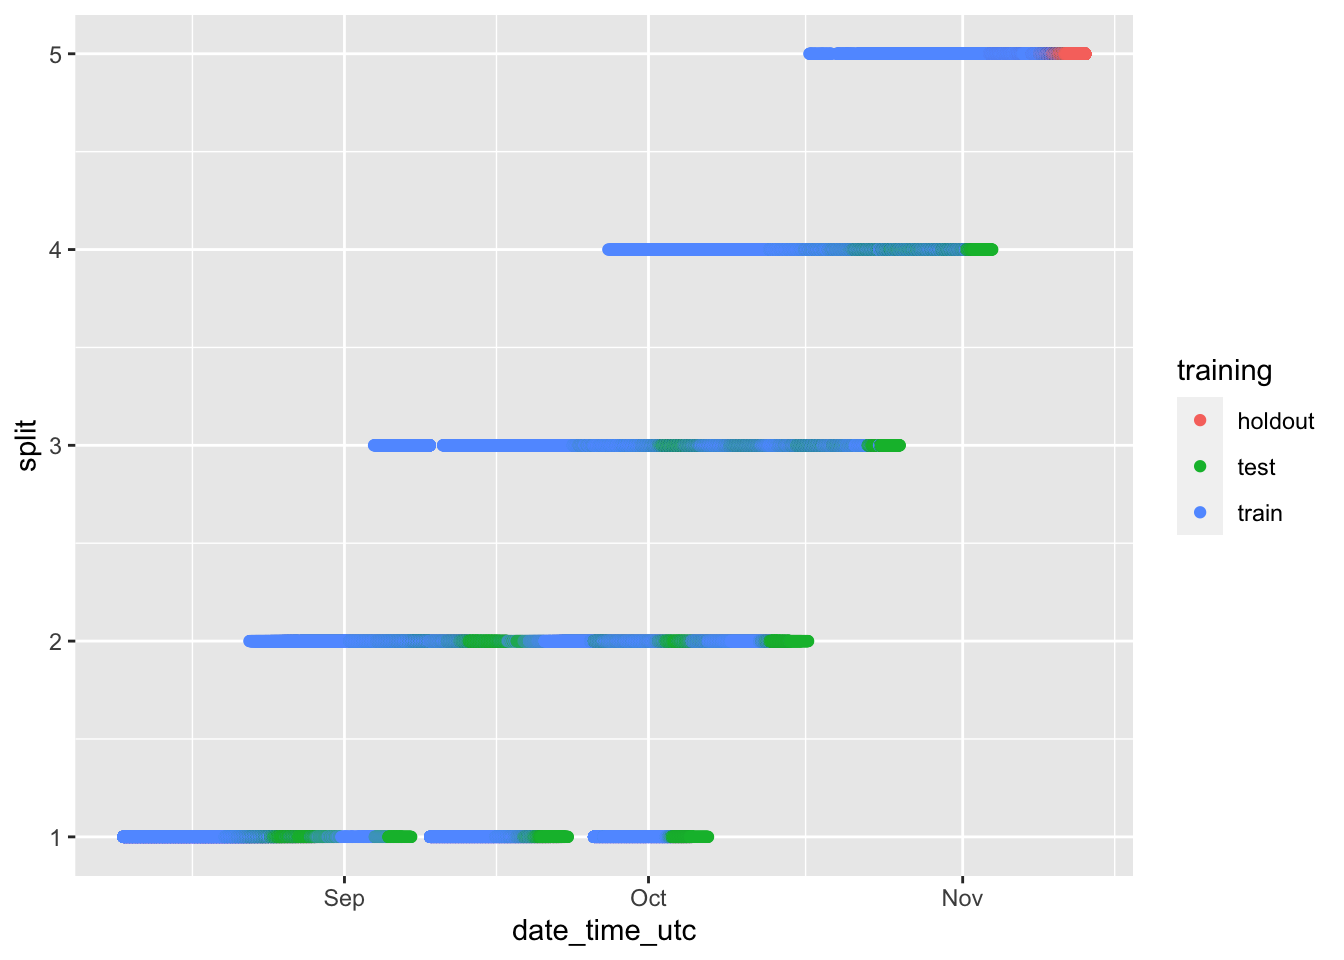 5
4
3
2
1
split
Sep
Oct
Nov
date_time_utc
training
holdout
test
train